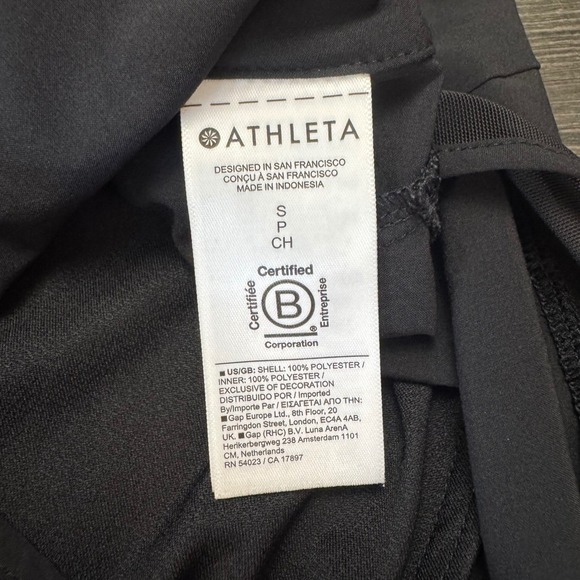 ATHLETA
DESIGNED IN SAN FRANCISCO
CONÇU À SAN FRANCISCO
MADE IN INDONESIA
S
P
CH
Certified
Certifiée
B
Entreprise
®
Corporation
■ US/GB: SHELL: 100% POLYESTER /
INNER: 100% POLYESTER /
EXCLUSIVE OF DECORATION
DISTRIBUIDO POR / Imported
By/Importe Par / ΕΙΣΑΓΕΤΑΙ ΑΠΟ ΤΗΝ:
■Gap Europe Ltd., 8th Floor, 20
Farringdon Street, London, EC4A 4AB,
UK. ■Gap (RHC) B.V. Luna ArenA
Herikerbergweg 238 Amsterdam 1101
CM, Netherlands
RN 54023 / CA 17897